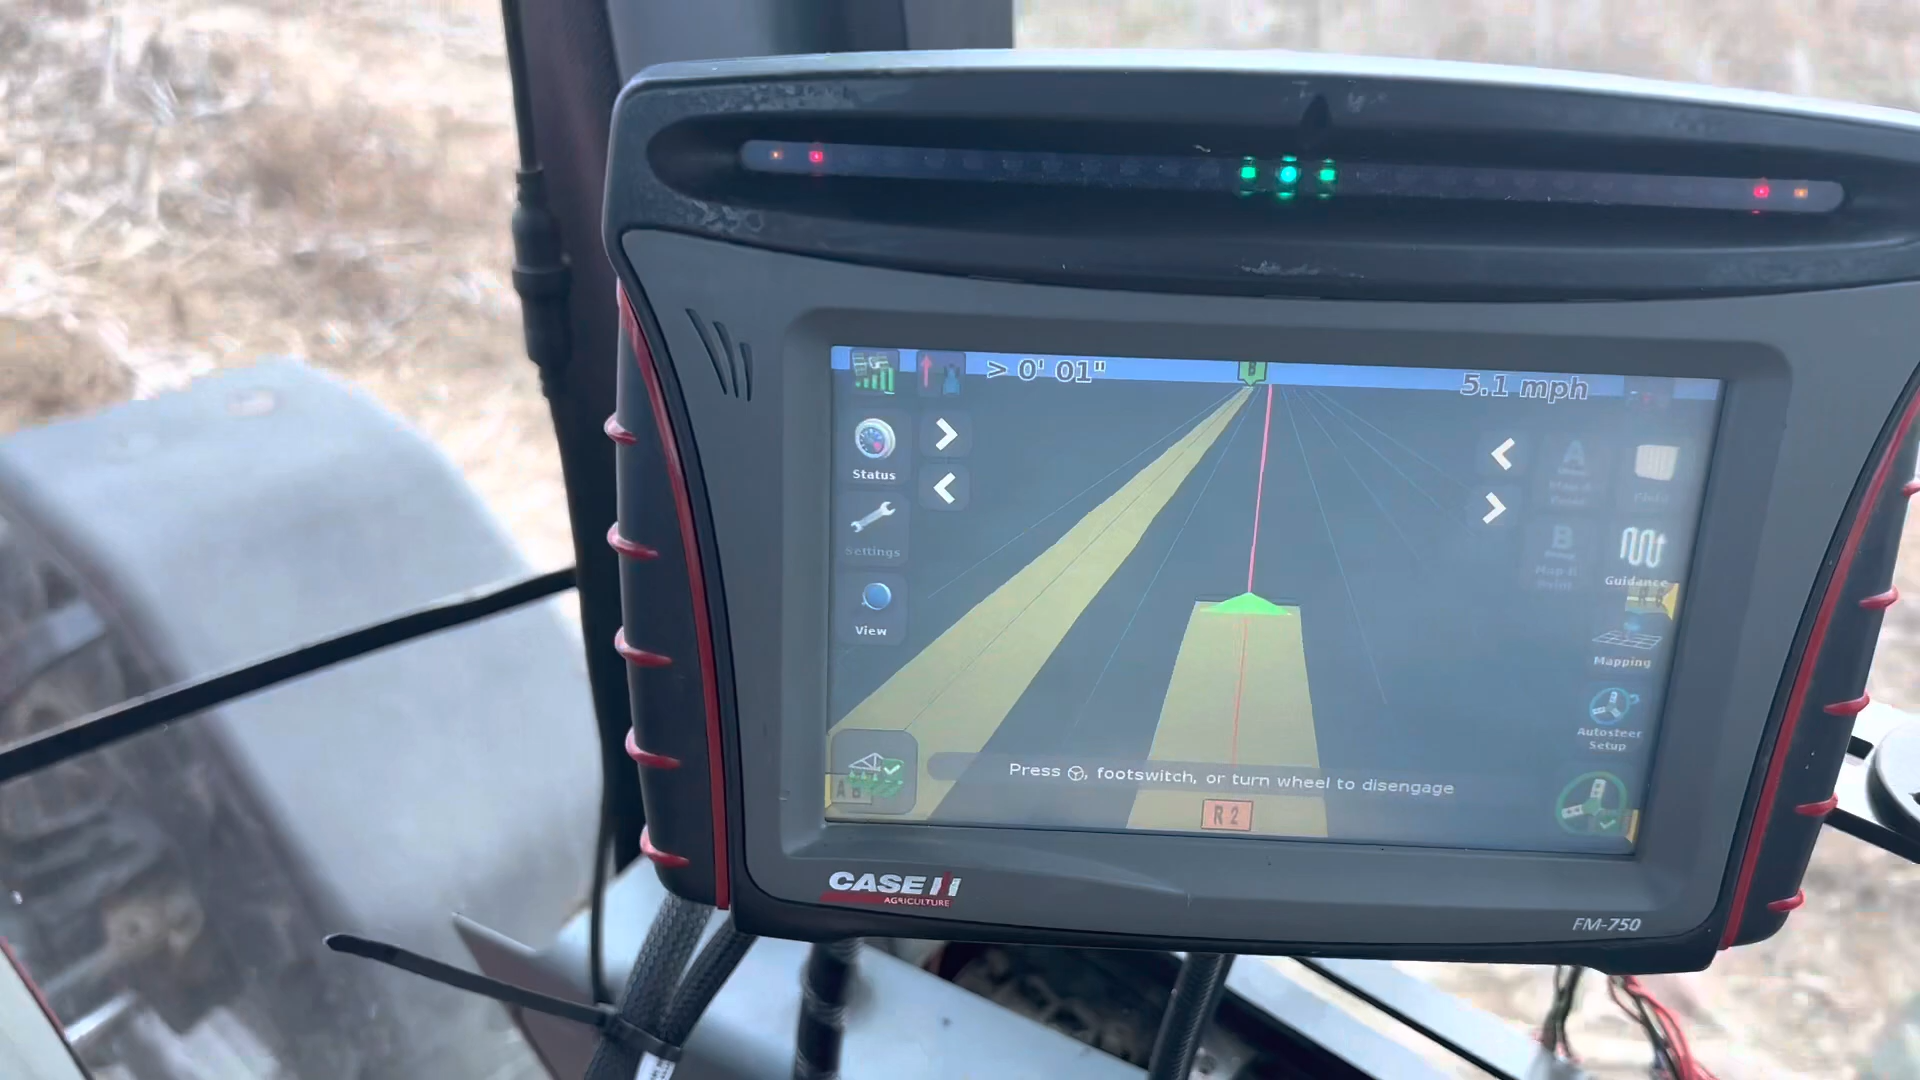 > 0' 01"
B
5.1 mph
Status
Settings
View
A
B
Guidance
Mapping
Autosteer
Setup
A B
Press , footswitch, or turn wheel to disengage
R 2
CASE IH
AGRICULTURE
FM-750